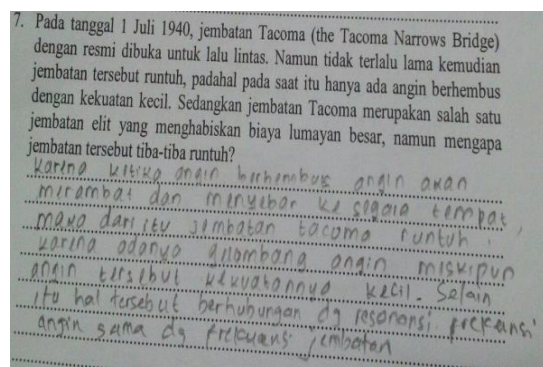 7. Pada tanggal 1 Juli 1940, jembatan Tacoma (the Tacoma Narrows Bridge)
dengan resmi dibuka untuk lalu lintas. Namun tidak terlalu lama kemudian
jembatan tersebut runtuh, padahal pada saat itu hanya ada angin berhembus
dengan kekuatan kecil. Sedangkan jembatan Tacoma merupakan salah satu
jembatan elit yang menghabiskan biaya lumayan besar, namun mengapa
jembatan tersebut tiba-tiba runtuh?
Karena ketika angin berhembus angin akan
merambat dan menyebar ke segala tempat,
maka dari itu jembatan tacoma runtuh.
karena adanya gelombang angin miskipun
angin tersebut kekuatannya kecil. Selain
itu hal tersebut berhubungan dg resonansi. frekuensi
angin sama dg frekuensi jembatan